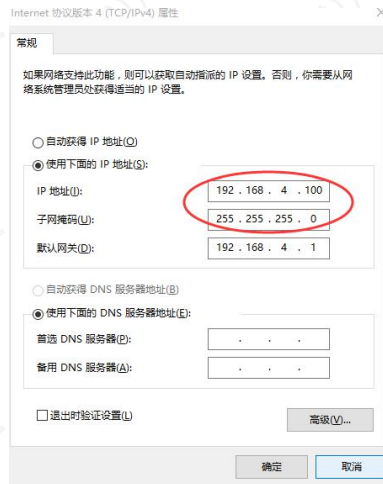 Internet 协议版本 4 (TCP/IPv4) 属性
常规
如果网络支持此功能，则可以获取自动指派的 IP 设置。否则，你需要从网
络系统管理员处获得适当的 IP 设置。
自动获得 IP 地址(O)
使用下面的 IP 地址(S):
IP 地址(I): 192 . 168 . 4 . 100
子网掩码(U): 255 . 255 . 255 . 0
默认网关(D): 192 . 168 . 4 . 1
自动获得 DNS 服务器地址(B)
使用下面的 DNS 服务器地址(E):
首选 DNS 服务器(P): . . .
备用 DNS 服务器(A): . . .
退出时验证设置(L)
高级(V)...
确定 取消